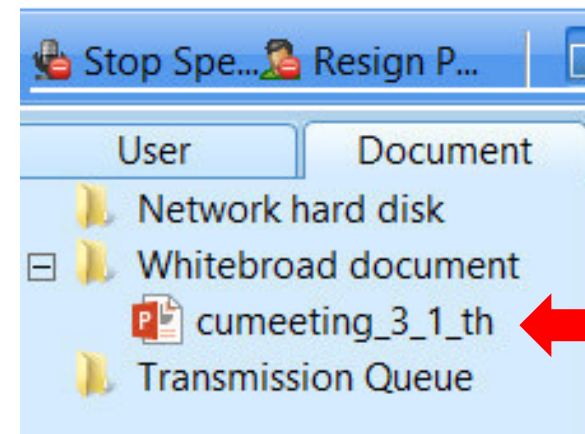 Stop Spe... Resign P...
User Document
Network hard disk
Whitebroad document
cumeeting_3_1_th
Transmission Queue